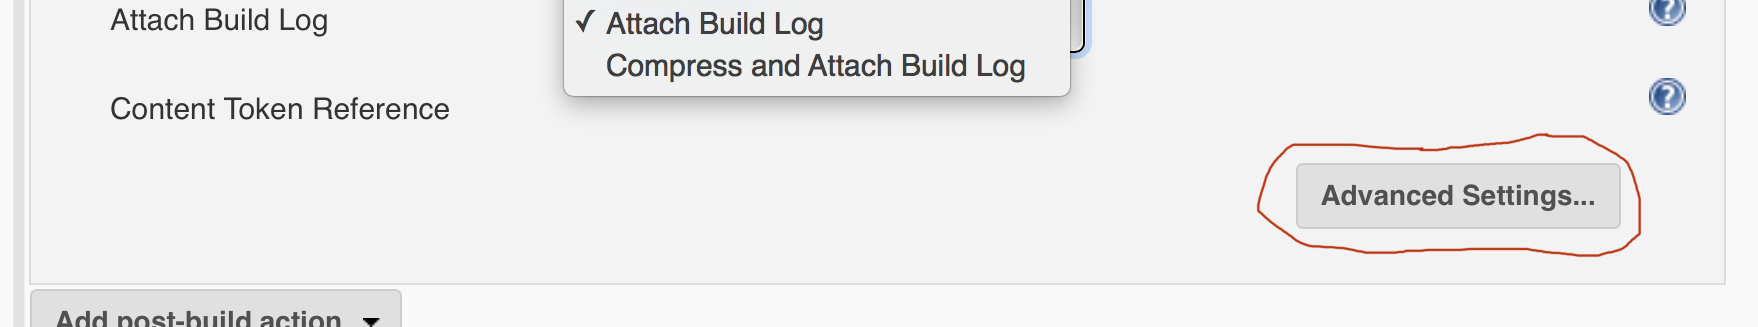 Attach Build Log
✓ Attach Build Log
Compress and Attach Build Log
Content Token Reference
?
?
Advanced Settings...
Add post-build action